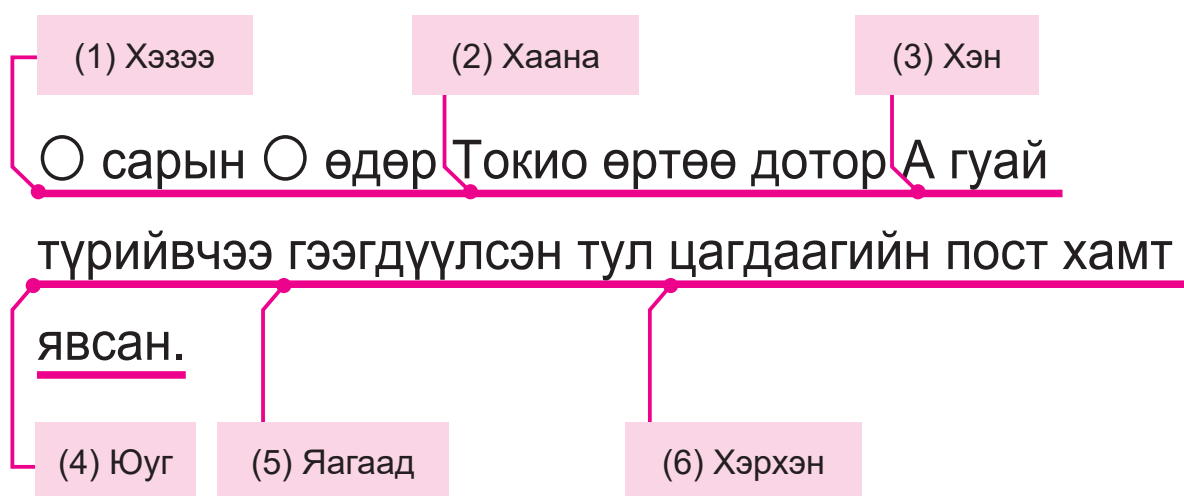 (1) Хэзээ (2) Хаана (3) Хэн
○ сарын ○ өдөр Токио өртөө дотор А гуай
түрийвчээ гээгдүүлсэн тул цагдаагийн пост хамт
явсан.
(4) Юуг (5) Яагаад (6) Хэрхэн